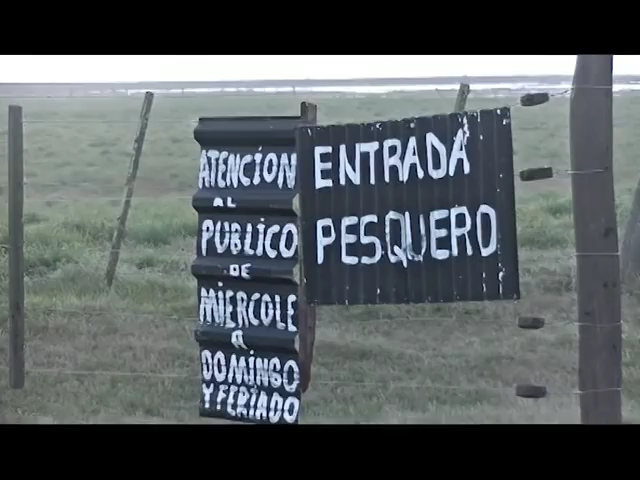 ATENCION
AL
PUBLICO
DE
MIERCOLE
A
DOMINGO
Y FERIADO
ENTRADA
PESQUERO